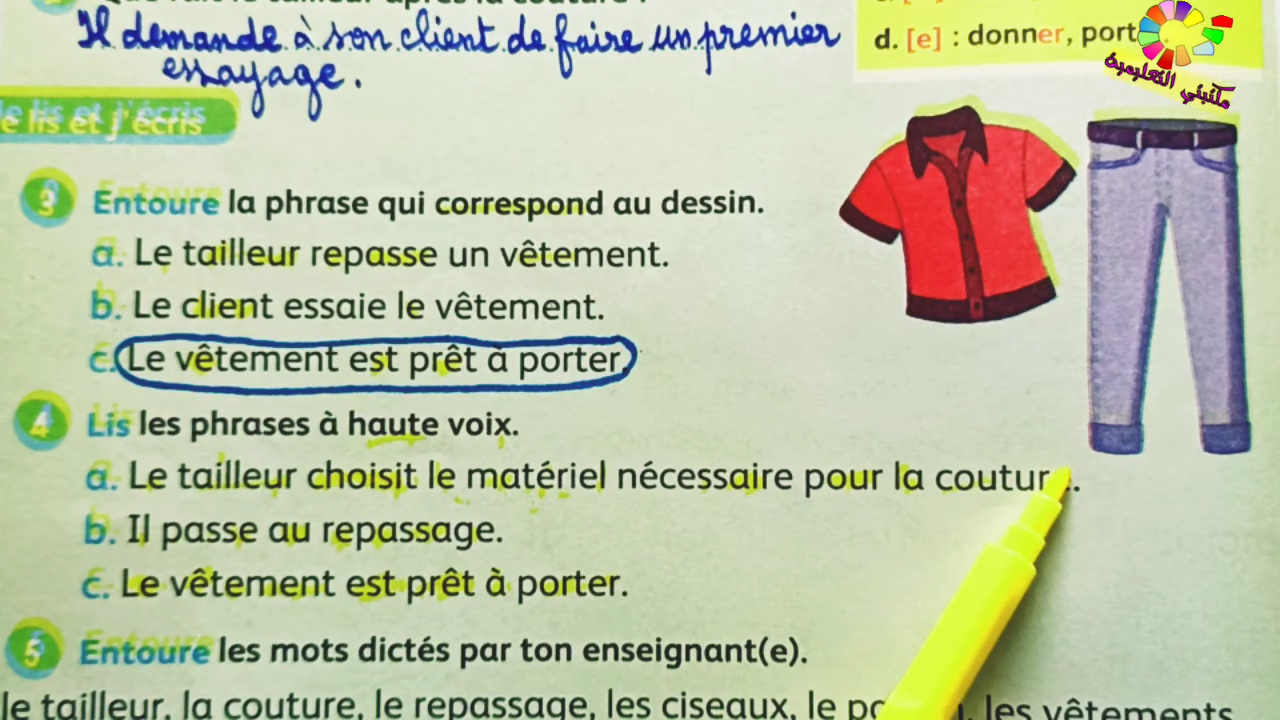 Il demande à son client de faire un premier
essayage.
d. [e] : donner, port
مكتبتي التعليمية
Je lis et j'écris
3 Entoure la phrase qui correspond au dessin.
a. Le tailleur repasse un vêtement.
b. Le client essaie le vêtement.
c. Le vêtement est prêt à porter.
4 Lis les phrases à haute voix.
a. Le tailleur choisit le matériel nécessaire pour la coutur
b. Il passe au repassage.
c. Le vêtement est prêt à porter.
5 Entoure les mots dictés par ton enseignant(e).
le tailleur, la couture, le repassage, les ciseaux, le les vêtements